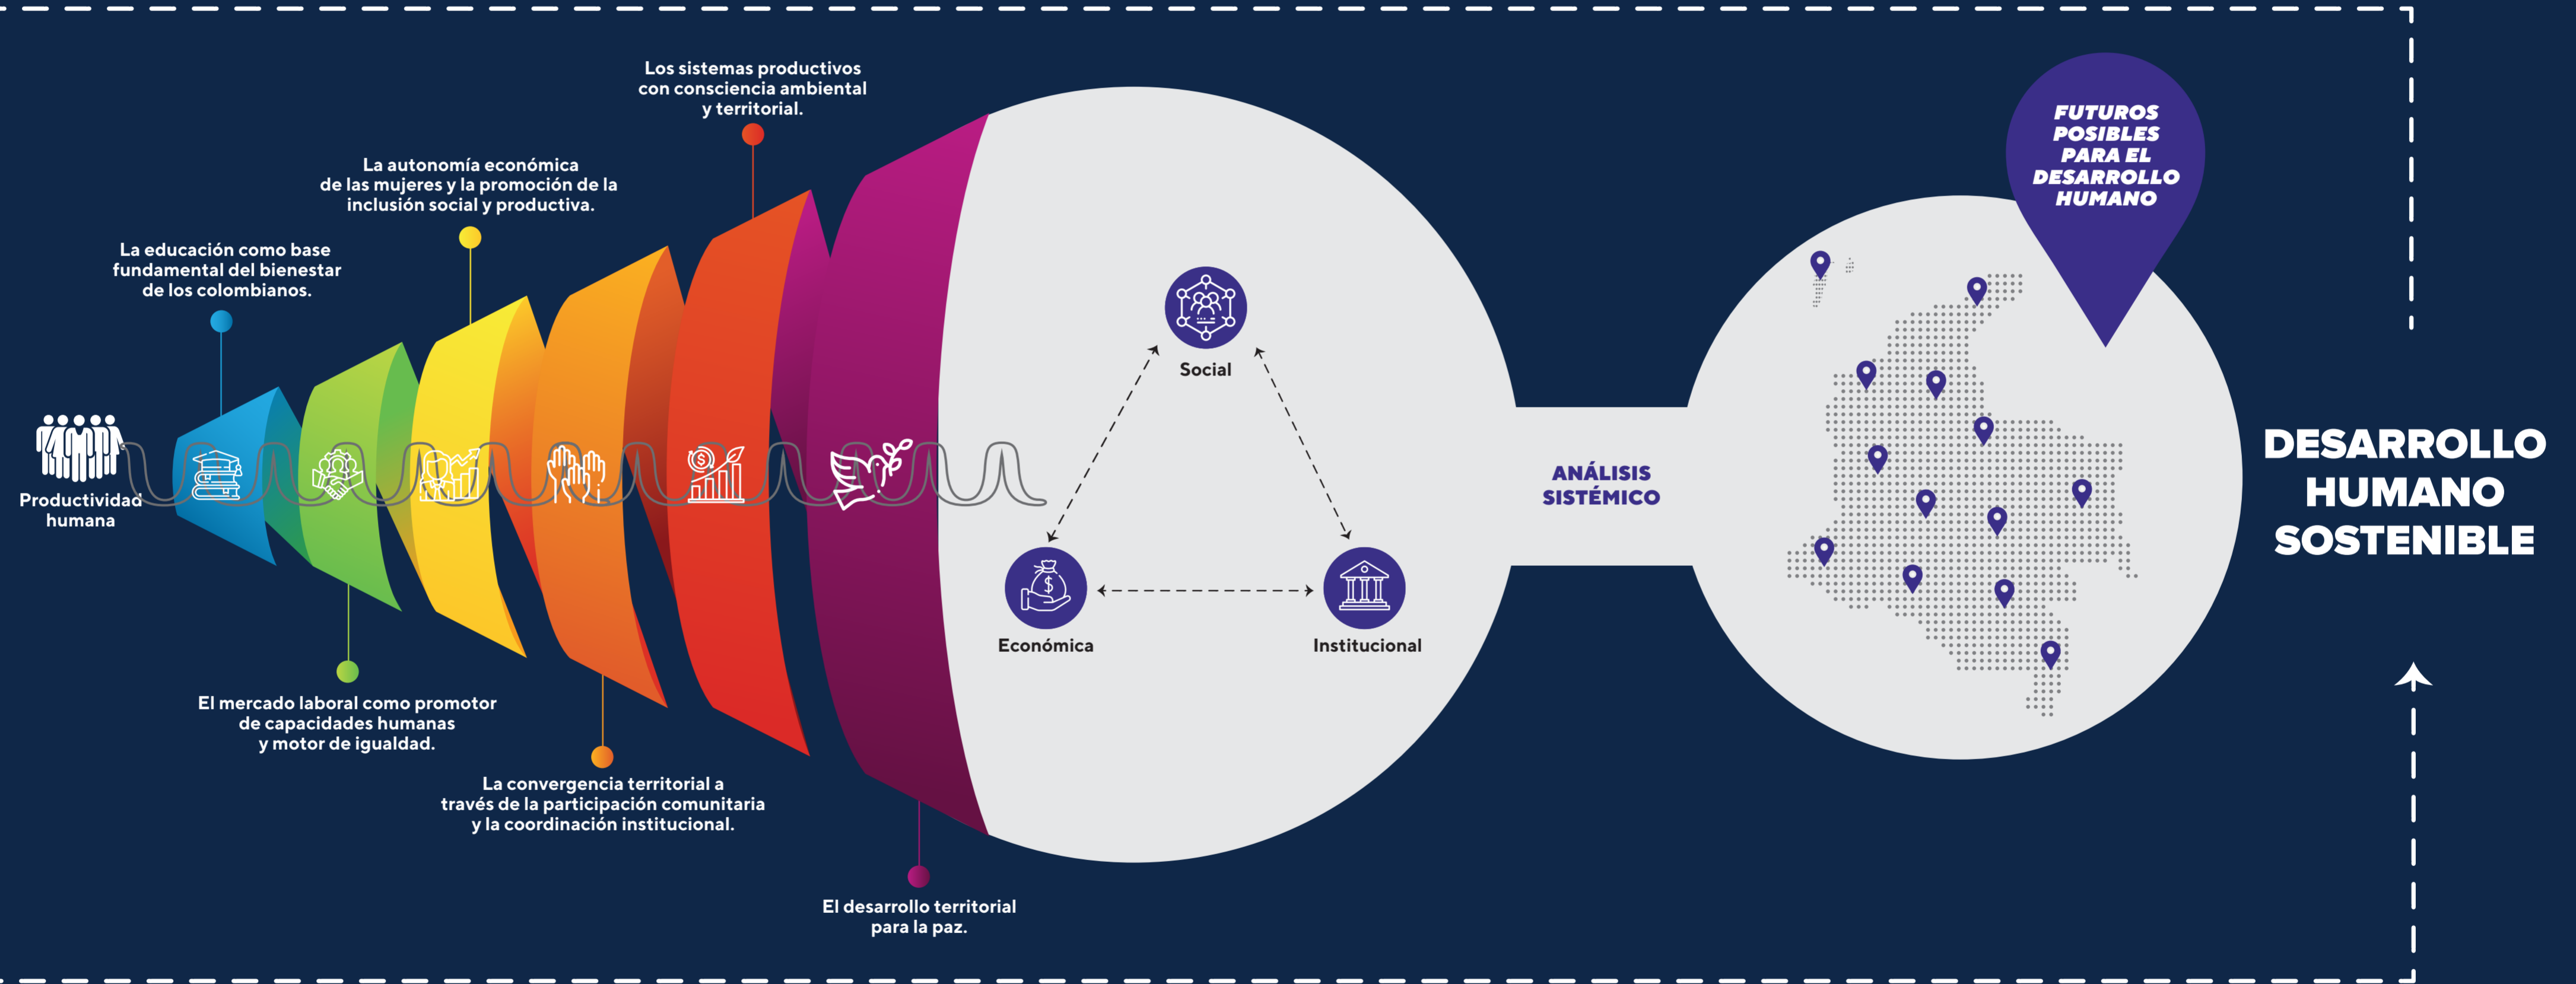 Productividad
humana
La educación como base
fundamental del bienestar
de los colombianos.
El mercado laboral como promotor
de capacidades humanas
y motor de igualdad.
La autonomía económica
de las mujeres y la promoción de la
inclusión social y productiva.
La convergencia territorial a
través de la participación comunitaria
y la coordinación institucional.
Los sistemas productivos
con consciencia ambiental
y territorial.
El desarrollo territorial
para la paz.
Social
Económica
Institucional
ANÁLISIS
SISTÉMICO
FUTUROS
POSIBLES
PARA EL
DESARROLLO
HUMANO
DESARROLLO
HUMANO
SOSTENIBLE